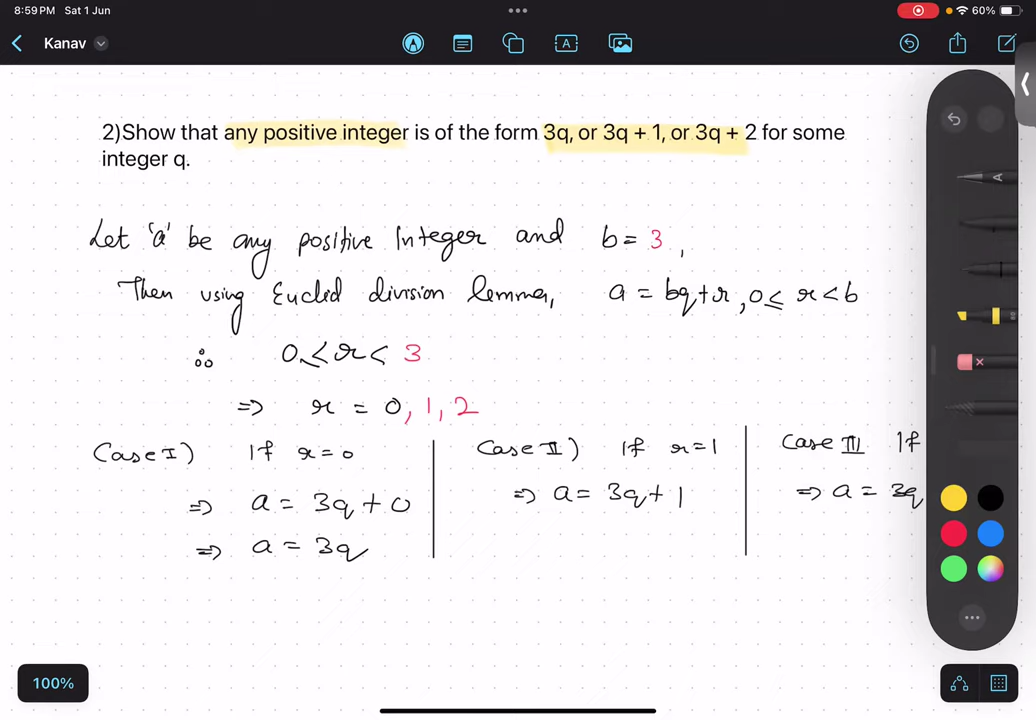 8:59 PM Sat 1 Jun
60%
Kanav
2)Show that any positive integer is of the form 3q, or 3q + 1, or 3q + 2 for some
integer q.
Let 'a' be any positive Integer and b = 3,
Then using Euclid division lemma, a = bq+r, 0 ≤ r < b
∴ 0 ≤ r < 3
⇒ r = 0, 1, 2
Case I) If r = 0
⇒ a = 3q + 0
⇒ a = 3q
Case II) If r = 1
⇒ a = 3q + 1
Case III If
⇒ a = 3q
100%